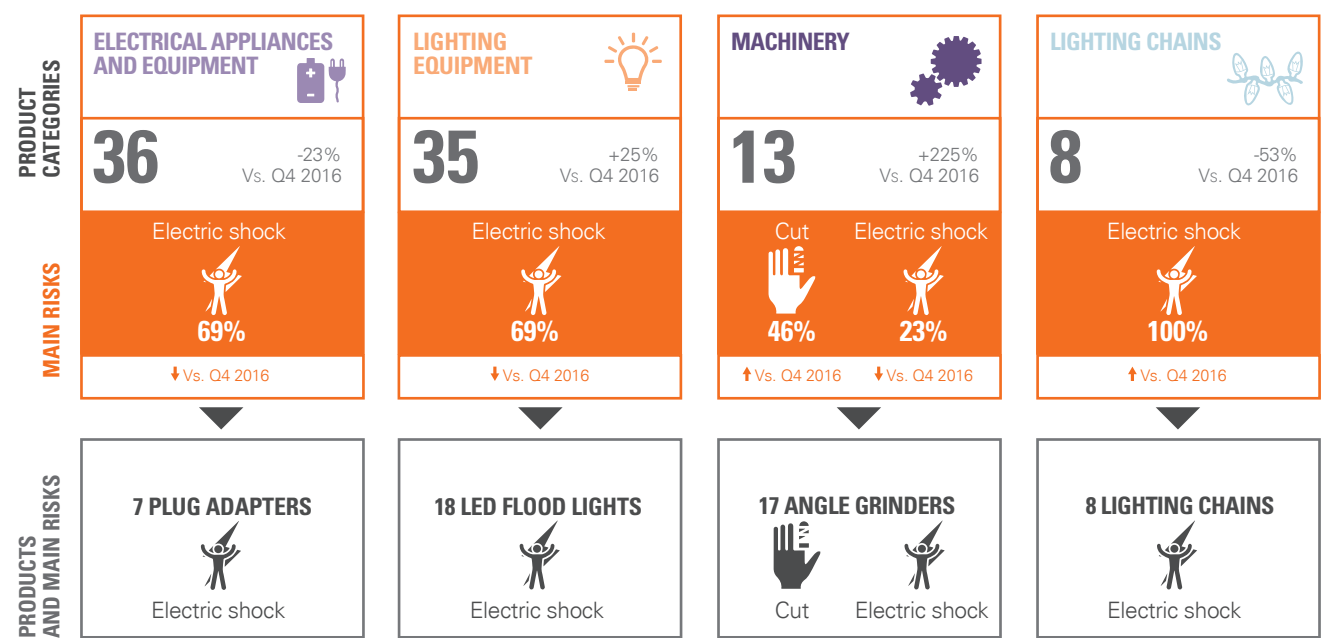 PRODUCT
CATEGORIES
ELECTRICAL APPLIANCES
AND EQUIPMENT
36
-23%
Vs. Q4 2016
LIGHTING
EQUIPMENT
35
+25%
Vs. Q4 2016
MACHINERY
13
+225%
Vs. Q4 2016
LIGHTING CHAINS
8
-53%
Vs. Q4 2016
MAIN RISKS
Electric shock
69%
Vs. Q4 2016
Electric shock
69%
Vs. Q4 2016
Cut
46%
Vs. Q4 2016
Electric shock
23%
Vs. Q4 2016
Electric shock
100%
Vs. Q4 2016
PRODUCTS
AND MAIN RISKS
7 PLUG ADAPTERS
Electric shock
18 LED FLOOD LIGHTS
Electric shock
17 ANGLE GRINDERS
Cut
Electric shock
8 LIGHTING CHAINS
Electric shock